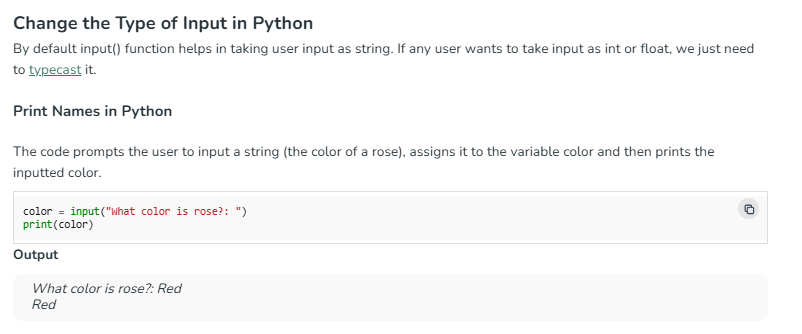 Change the Type of Input in Python
By default input() function helps in taking user input as string. If any user wants to take input as int or float, we just need
to typecast it.
Print Names in Python
The code prompts the user to input a string (the color of a rose), assigns it to the variable color and then prints the
inputted color.
color = input("What color is rose?: ")
print(color)
Output
What color is rose?: Red
Red